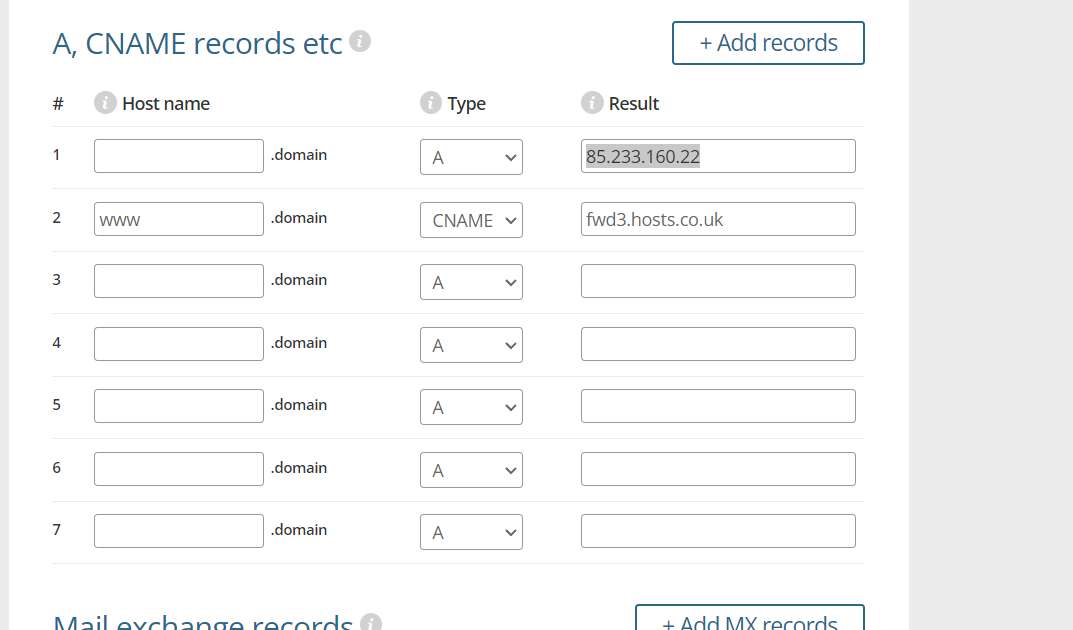 A, CNAME records etc i + Add records
# i Host name i Type i Result
1 .domain A 85.233.160.22
2 www .domain CNAME fwd3.hosts.co.uk
3 .domain A
4 .domain A
5 .domain A
6 .domain A
7 .domain A
Mail exchange records i + Add MX records